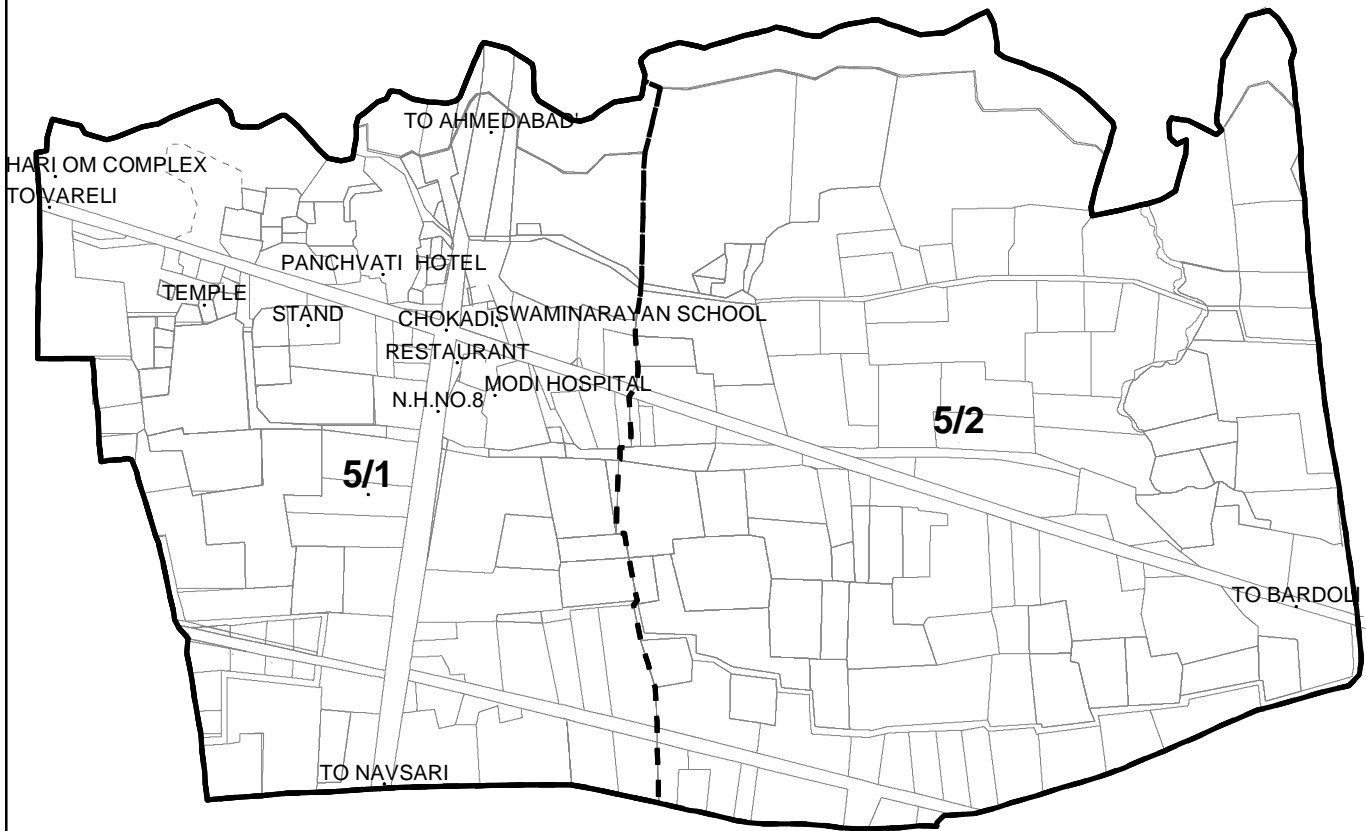 TO AHMEDABAD'
HARI OM COMPLEX
TO VARELI
PANCHVATI HOTEL
TEMPLE
STAND
CHOKADI
SWAMINARAYAN SCHOOL
RESTAURANT
MODI HOSPITAL
N.H.NO.8
5/2
5/1
TO BARDOLI
TO NAVSARI